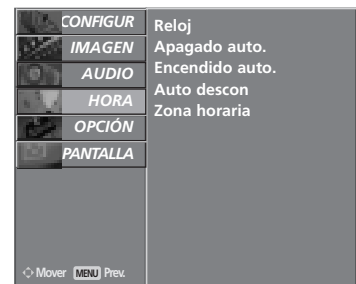 CONFIGUR
IMAGEN
AUDIO
HORA
OPCIÓN
PANTALLA
Mover MENU Prev.
Reloj
Apagado auto.
Encendido auto.
Auto descon
Zona horaria